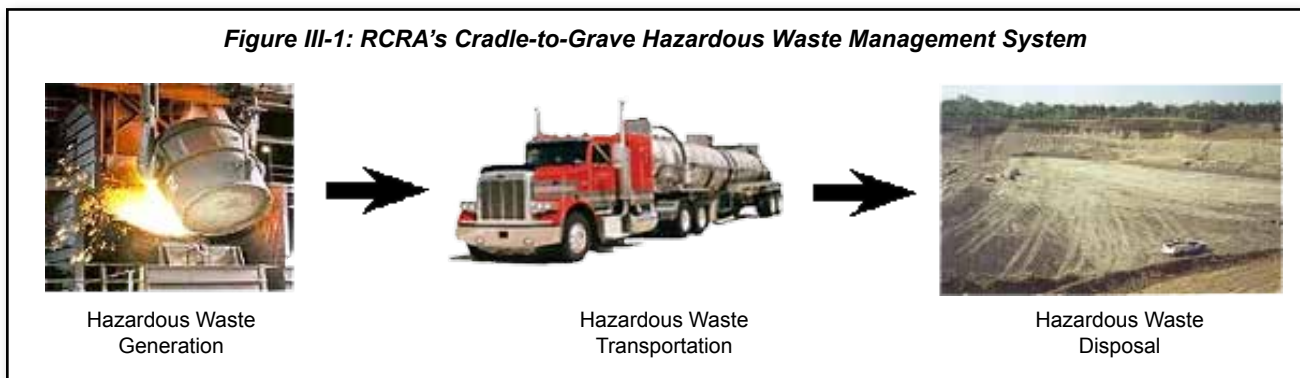 Figure III-1: RCRA's Cradle-to-Grave Hazardous Waste Management System
Hazardous Waste
Generation
Hazardous Waste
Transportation
Hazardous Waste
Disposal